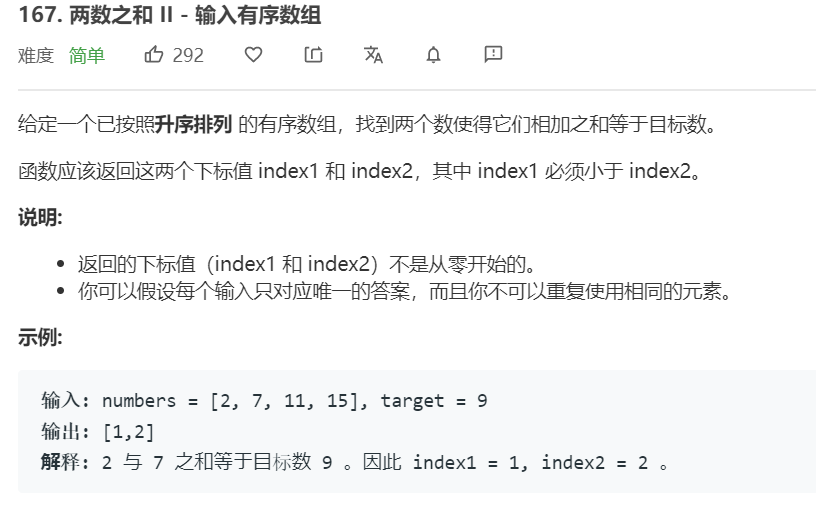 167. 两数之和 II - 输入有序数组
难度 简单 292
给定一个已按照升序排列 的有序数组，找到两个数使得它们相加之和等于目标数。
函数应该返回这两个下标值 index1 和 index2，其中 index1 必须小于 index2。
说明:
返回的下标值（index1 和 index2）不是从零开始的。
你可以假设每个输入只对应唯一的答案，而且你不可以重复使用相同的元素。
示例:
输入: numbers = [2, 7, 11, 15], target = 9
输出: [1,2]
解释: 2 与 7 之和等于目标数 9 。因此 index1 = 1, index2 = 2 。